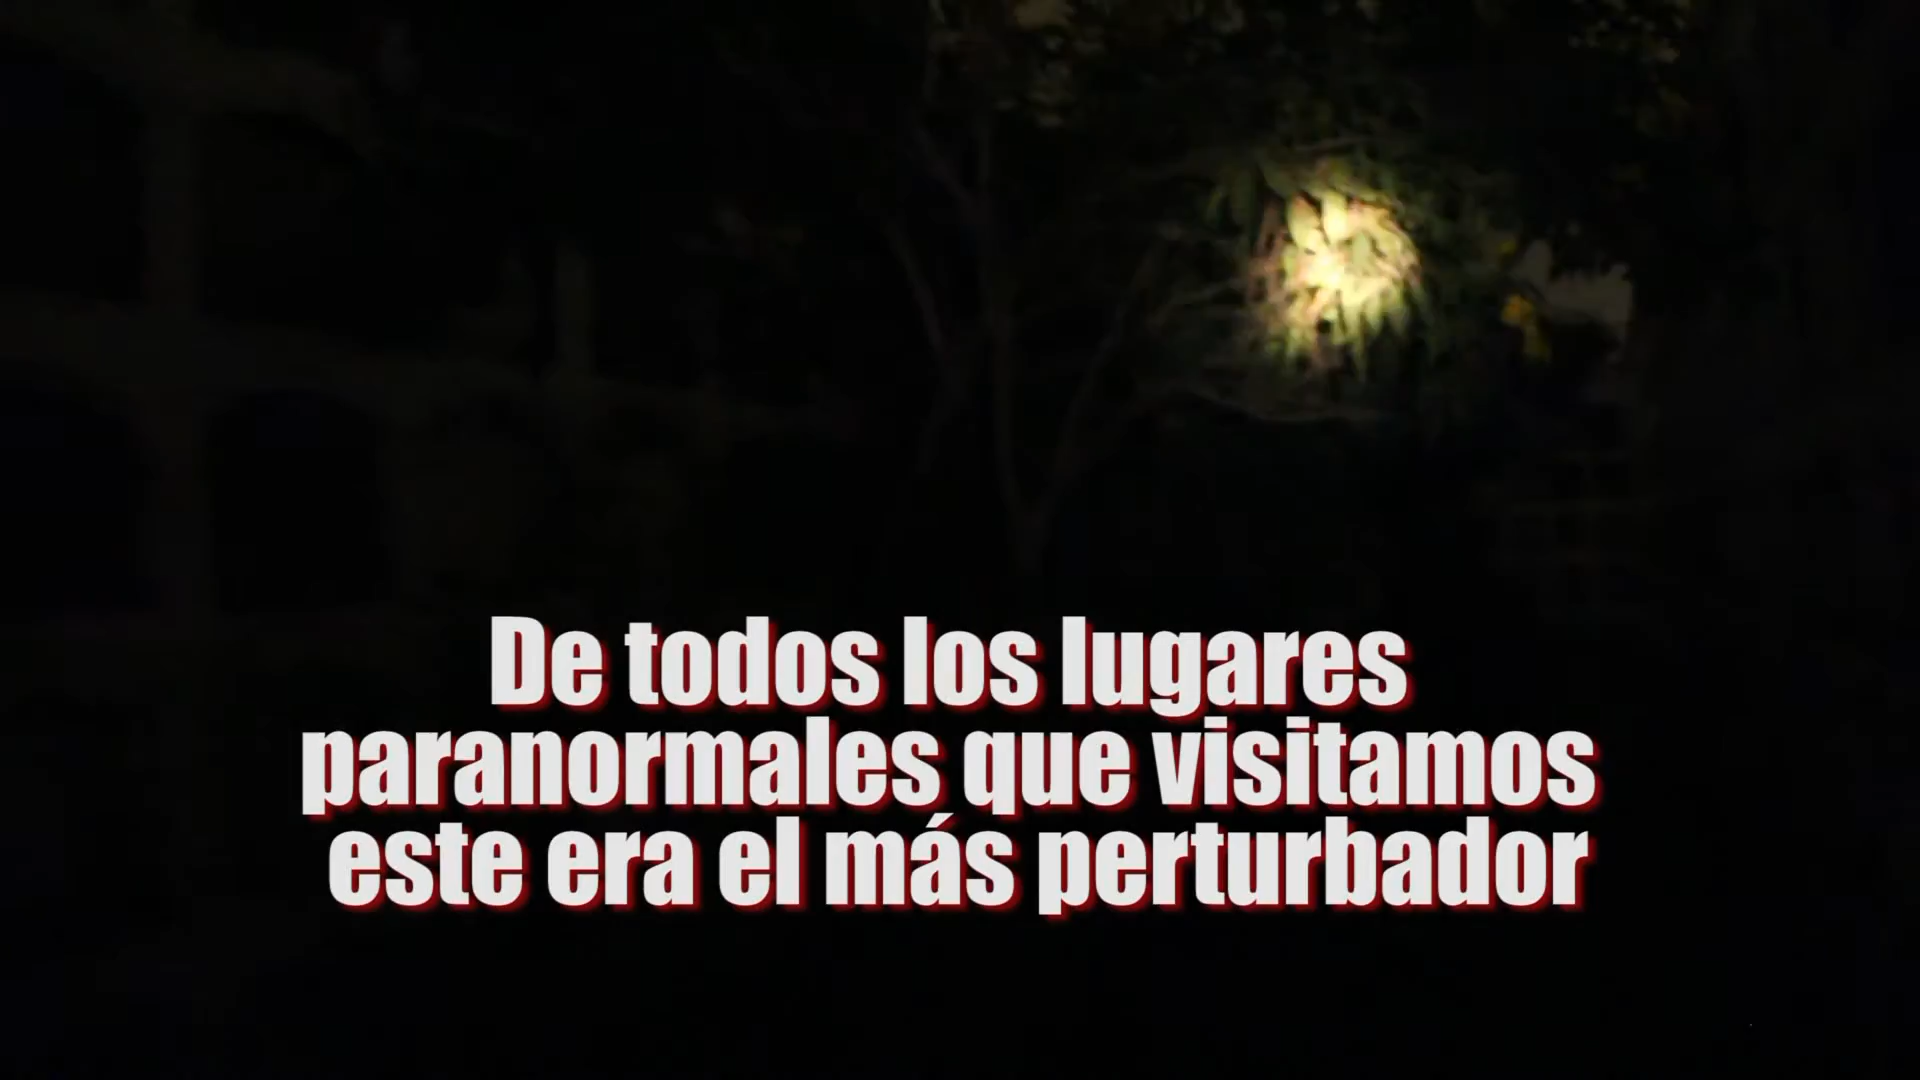 De todos los lugares
paranormales que visitamos
este era el más perturbador